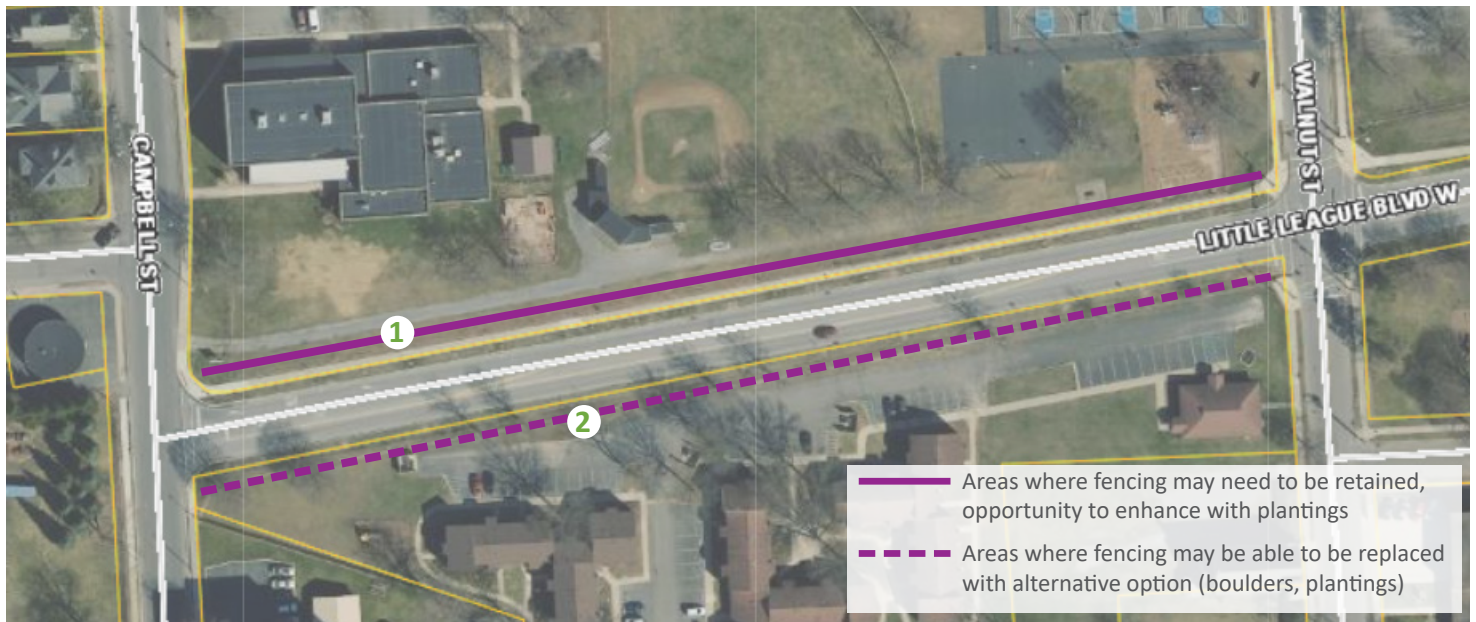 CAMPBELL ST
WALNUT ST
LITTLE LEAGUE BLVD W
1
2
Areas where fencing may need to be retained,
opportunity to enhance with plantings
Areas where fencing may be able to be replaced
with alternative option (boulders, plantings)